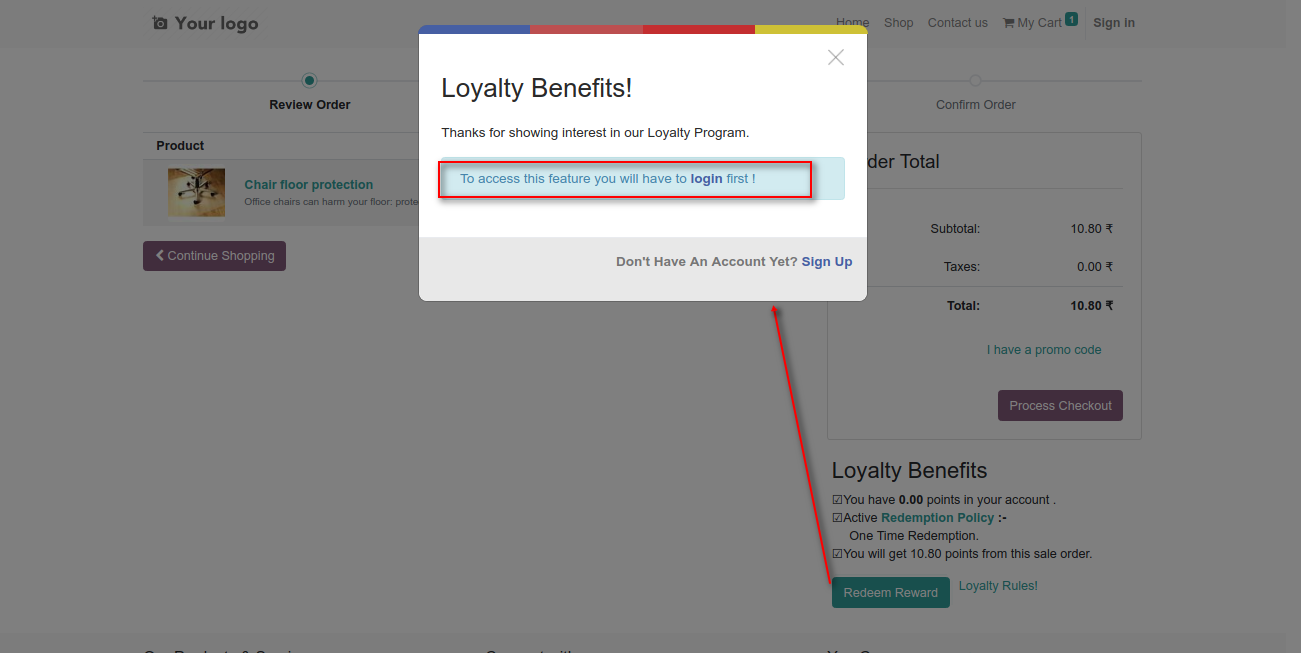 Your logo
Home Shop Contact us My Cart 1 Sign in
Review Order
Confirm Order
Product
Chair floor protection
Office chairs can harm your floor:
Continue Shopping
Loyalty Benefits!
Thanks for showing interest in our Loyalty Program.
To access this feature you will have to login first !
Don't Have An Account Yet? Sign Up
Total
Subtotal: 10.80 ₹
Taxes: 0.00 ₹
Total: 10.80 ₹
I have a promo code
Process Checkout
Loyalty Benefits
☑You have 0.00 points in your account .
☑Active Redemption Policy :-
One Time Redemption.
☑You will get 10.80 points from this sale order.
Redeem Reward Loyalty Rules!